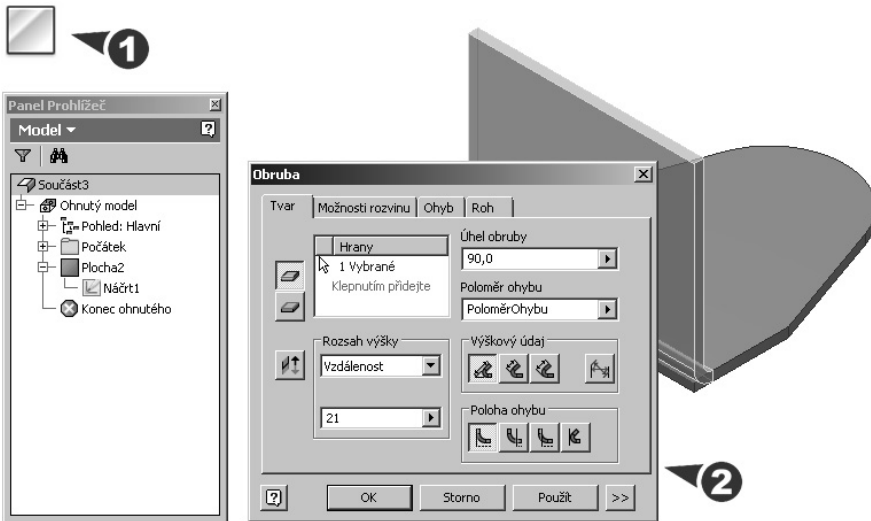 1
Panel Prohlížeč
Model
Součást3
Ohnutý model
Pohled: Hlavní
Počátek
Plocha2
Náčrt1
Konec ohnutého
Obruba
Tvar
Možnosti rozvinu
Ohyb
Roh
Hrany
1 Vybrané
Klepnutím přidejte
Úhel obruby
90,0
Poloměr ohybu
PoloměrOhybu
Rozsah výšky
Vzdálenost
21
Výškový údaj
Poloha ohybu
OK
Storno
Použít
>>
2